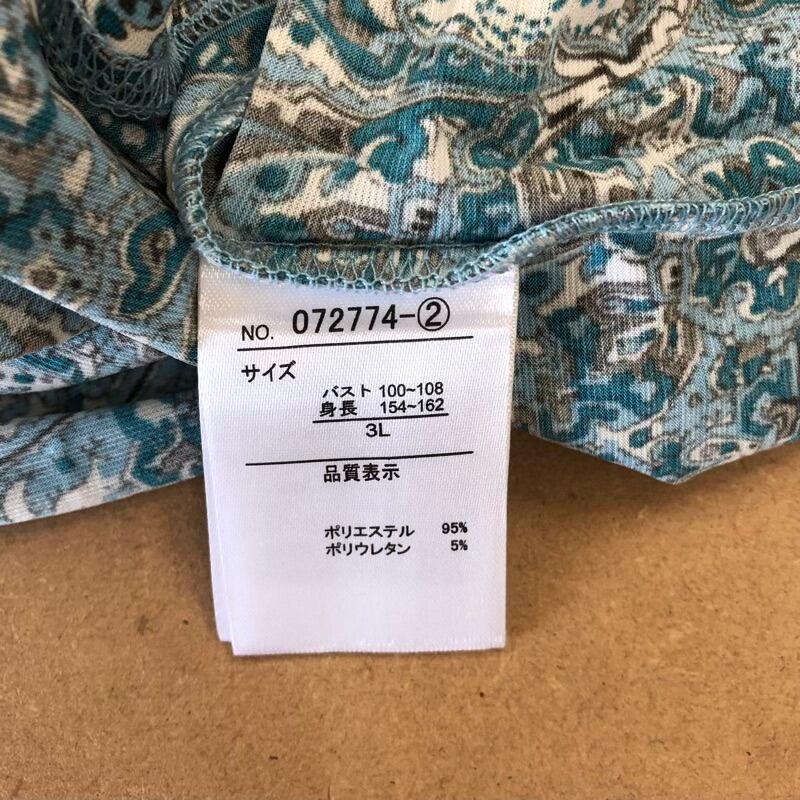 NO. 072774-②
サイズ
バスト 100~108
身長 154~162
3L
品質表示
ポリエステル 95%
ポリウレタン 5%